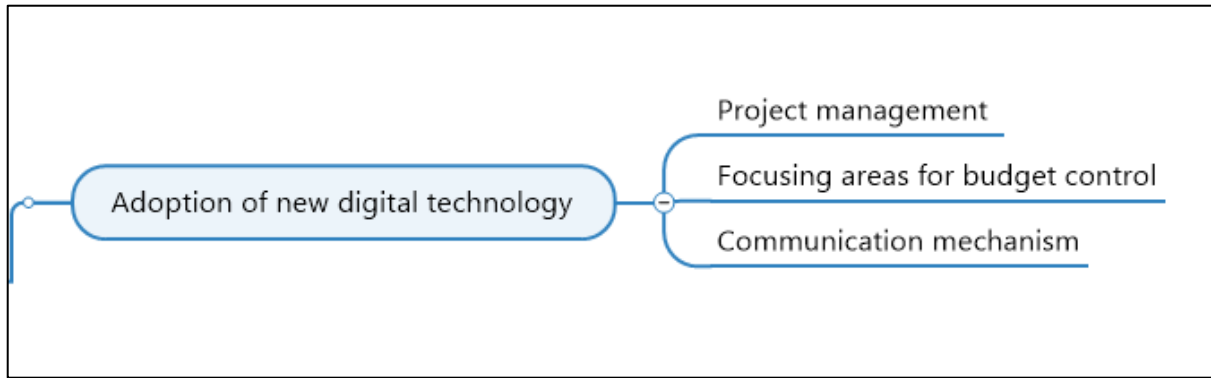 Project management
Adoption of new digital technology
Focusing areas for budget control
Communication mechanism